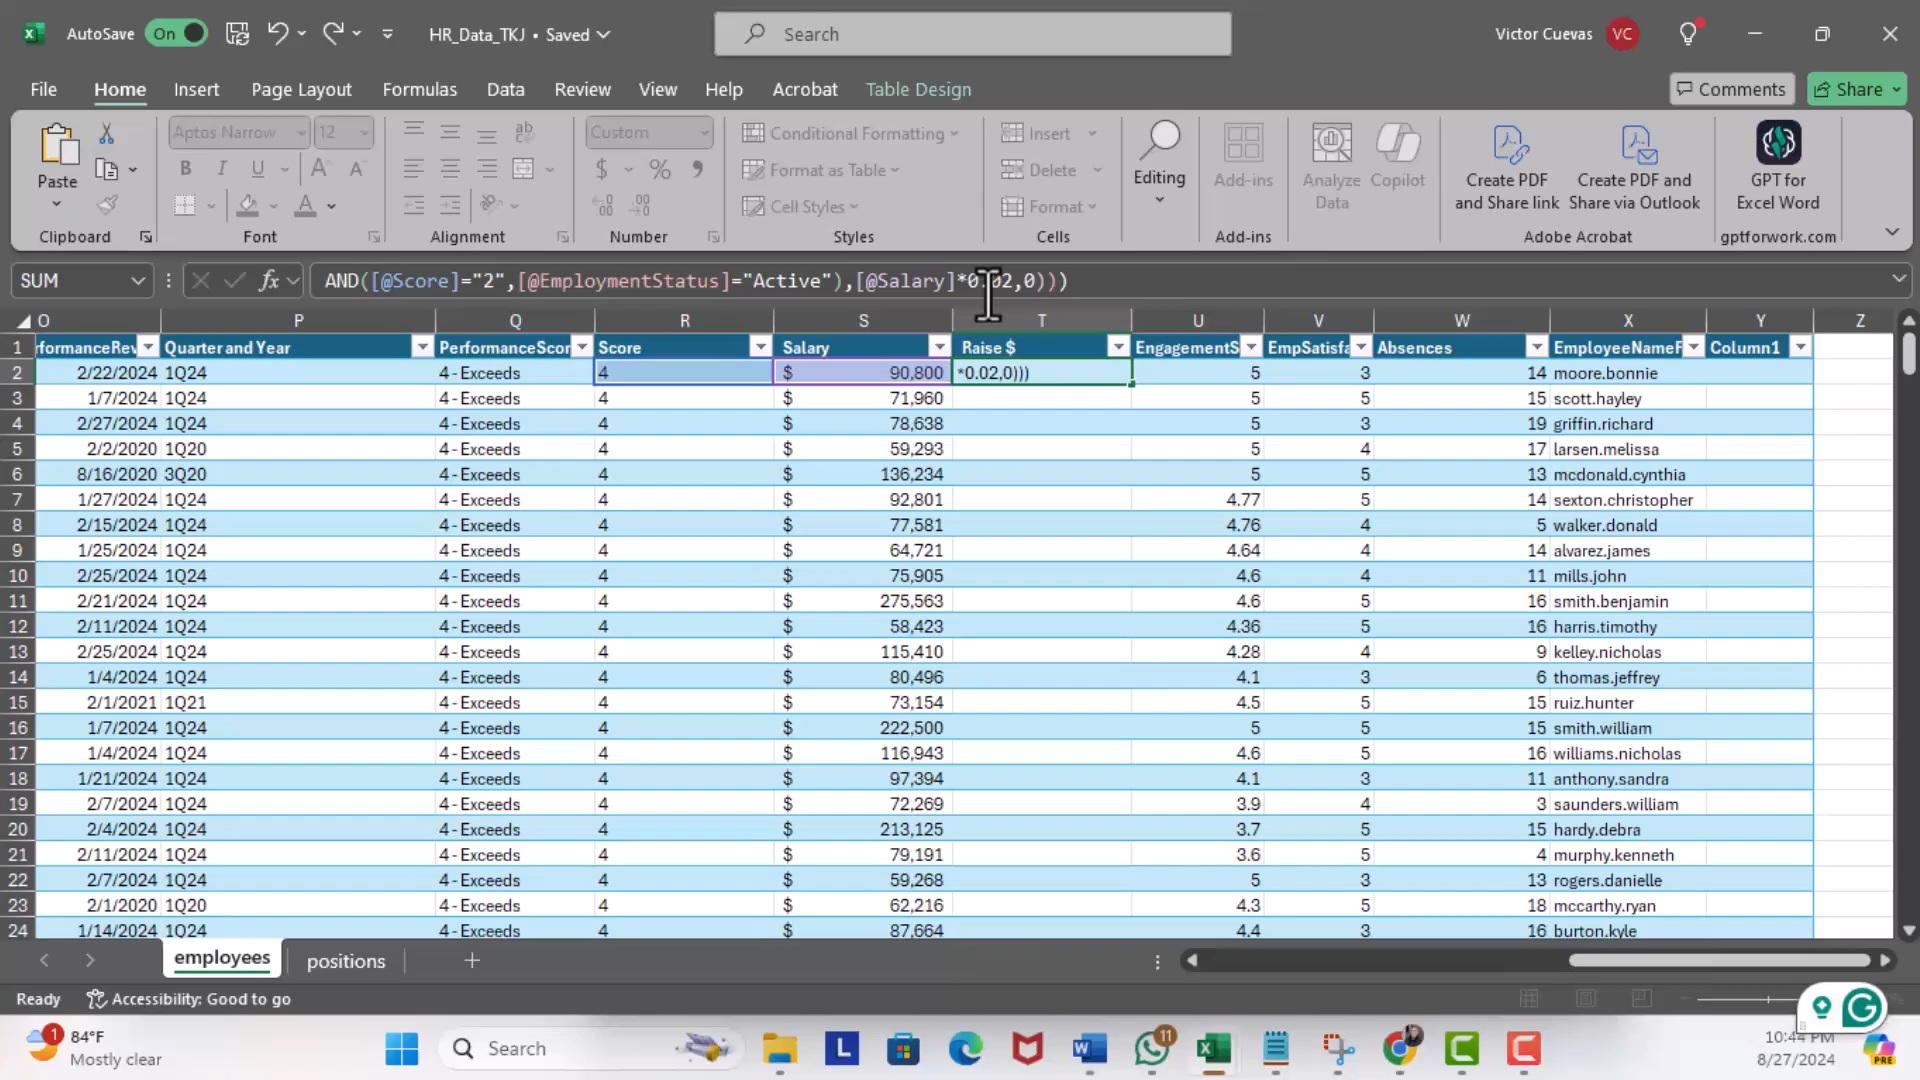 AutoSave On HR_Data_TKJ • Saved Search Victor Cuevas VC
File Home Insert Page Layout Formulas Data Review View Help Acrobat Table Design Comments Share
Aptos Narrow 12 Custom Conditional Formatting Insert
Paste B I U A A $ % Format as Table Delete Editing Add-ins Analyze Data Copilot Create PDF and Share link Create PDF and Share via Outlook GPT for Excel Word
Cell Styles Format
Clipboard Font Alignment Number Styles Cells Add-ins Adobe Acrobat gptforwork.com
SUM fx AND([@Score]="2",[@EmploymentStatus]="Active"),[@Salary]*0.02,0)))
O P Q R S T U V W X Y Z
1 rformanceRev Quarter and Year PerformanceScor Score Salary Raise $ EngagementS EmpSatisfa Absences EmployeeNameF Column1
2 2/22/2024 1Q24 4 - Exceeds 4 $ 90,800 *0.02,0))) 5 3 14 moore.bonnie
3 1/7/2024 1Q24 4 - Exceeds 4 $ 71,960 5 5 15 scott.hayley
4 2/27/2024 1Q24 4 - Exceeds 4 $ 78,638 5 3 19 griffin.richard
5 2/2/2020 1Q20 4 - Exceeds 4 $ 59,293 5 4 17 larsen.melissa
6 8/16/2020 3Q20 4 - Exceeds 4 $ 136,234 5 5 13 mcdonald.cynthia
7 1/27/2024 1Q24 4 - Exceeds 4 $ 92,801 4.77 5 14 sexton.christopher
8 2/15/2024 1Q24 4 - Exceeds 4 $ 77,581 4.76 4 5 walker.donald
9 1/25/2024 1Q24 4 - Exceeds 4 $ 64,721 4.64 4 14 alvarez.james
10 2/25/2024 1Q24 4 - Exceeds 4 $ 75,905 4.6 4 11 mills.john
11 2/21/2024 1Q24 4 - Exceeds 4 $ 275,563 4.6 5 16 smith.benjamin
12 2/11/2024 1Q24 4 - Exceeds 4 $ 58,423 4.36 5 16 harris.timothy
13 2/25/2024 1Q24 4 - Exceeds 4 $ 115,410 4.28 4 9 kelley.nicholas
14 1/4/2024 1Q24 4 - Exceeds 4 $ 80,496 4.1 3 6 thomas.jeffrey
15 2/1/2021 1Q21 4 - Exceeds 4 $ 73,154 4.5 5 15 ruiz.hunter
16 1/7/2024 1Q24 4 - Exceeds 4 $ 222,500 5 5 15 smith.william
17 1/4/2024 1Q24 4 - Exceeds 4 $ 116,943 4.6 5 16 williams.nicholas
18 1/21/2024 1Q24 4 - Exceeds 4 $ 97,394 4.1 3 11 anthony.sandra
19 2/7/2024 1Q24 4 - Exceeds 4 $ 72,269 3.9 4 3 saunders.william
20 2/4/2024 1Q24 4 - Exceeds 4 $ 213,125 3.7 5 15 hardy.debra
21 2/11/2024 1Q24 4 - Exceeds 4 $ 79,191 3.6 5 4 murphy.kenneth
22 2/7/2024 1Q24 4 - Exceeds 4 $ 59,268 5 3 13 rogers.danielle
23 2/1/2020 1Q20 4 - Exceeds 4 $ 62,216 4.3 5 18 mccarthy.ryan
24 1/14/2024 1Q24 4 - Exceeds 4 $ 87,664 4.4 3 16 burton.kyle
employees positions
Ready Accessibility: Good to go
1 84°F Search 11 10:44 PM
Mostly clear 8/27/2024 PRE